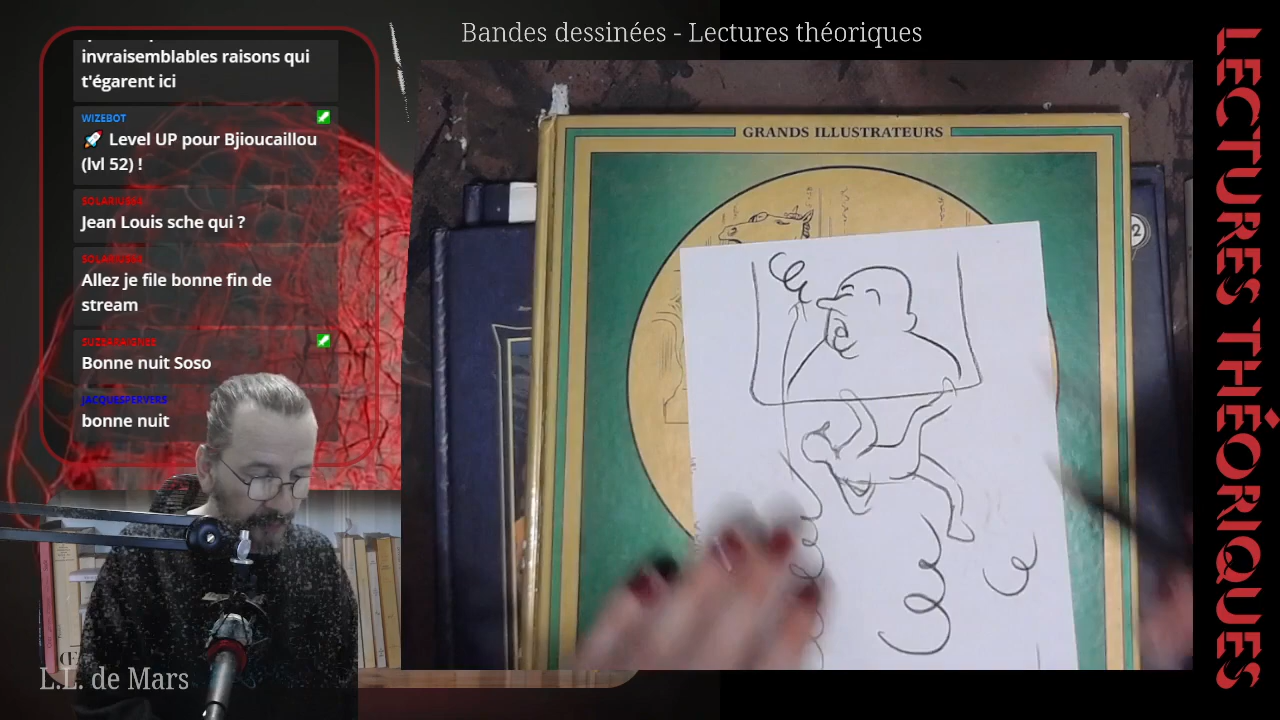 Bandes dessinées - Lectures théoriques
invraisemblables raisons qui
t'égarent ici
WIZEBOT
🚀 Level UP pour Bjioucaillou
(lvl 52) !
Jean Louis sche qui ?
Allez je file bonne fin de
stream
Bonne nuit Soso
JACQUESPERVERS
bonne nuit
L.L. de Mars
GRANDS ILLUSTRATEURS
2
LECTURES THÉORIQUES